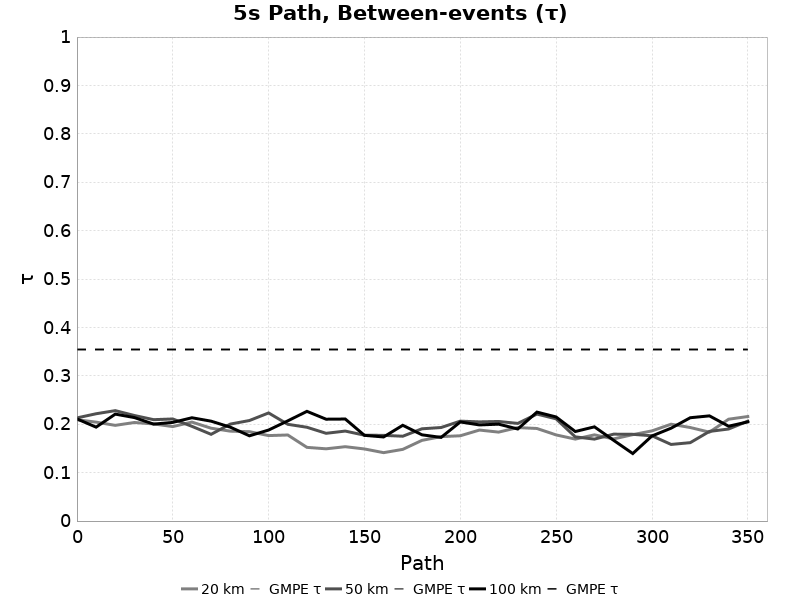 5s Path, Between-events (τ)
1
0.9
0.8
0.7
0.6
0.5
0.4
0.3
0.2
0.1
0
τ
0 50 100 150 200 250 300 350
Path
20 km GMPE τ 50 km GMPE τ 100 km GMPE τ